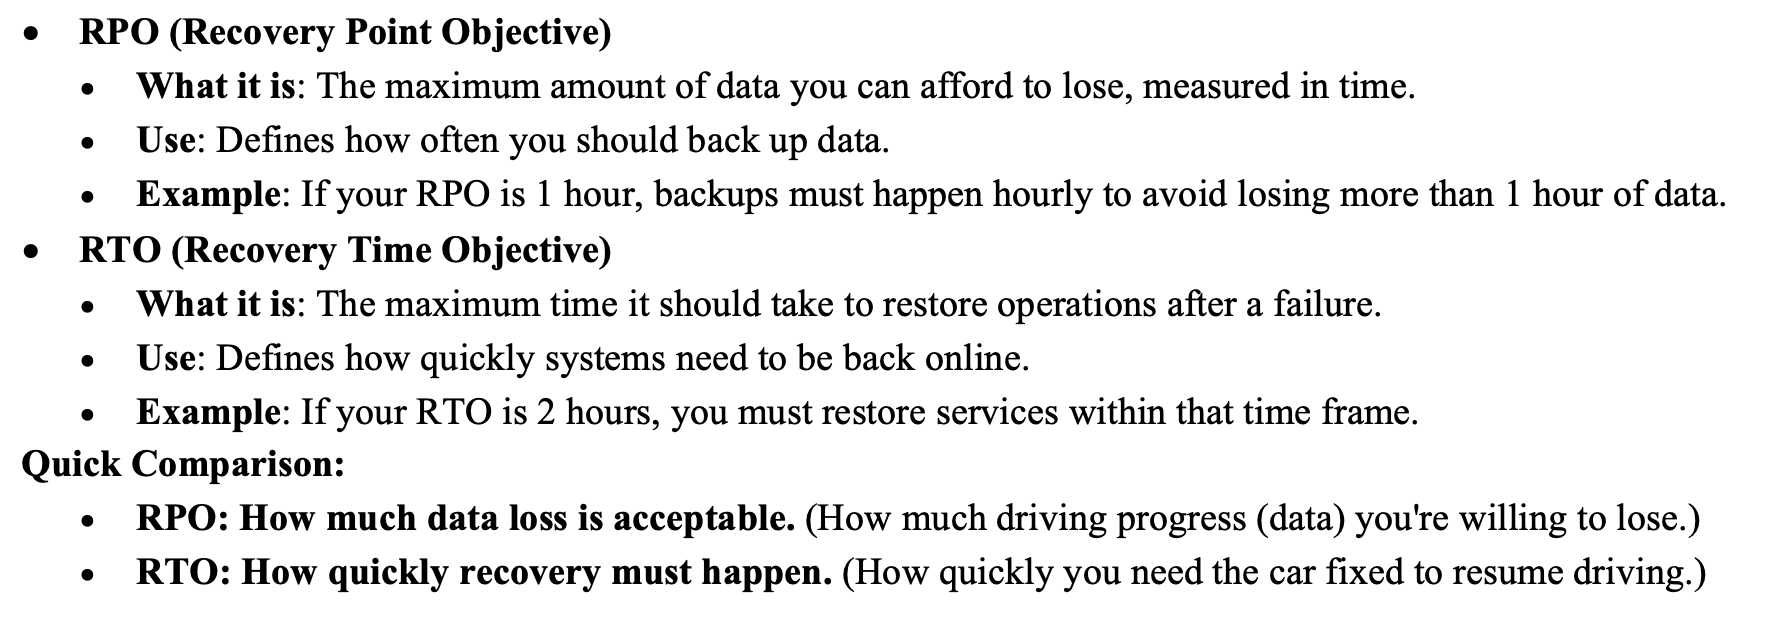 • RPO (Recovery Point Objective)
• What it is: The maximum amount of data you can afford to lose, measured in time.
• Use: Defines how often you should back up data.
• Example: If your RPO is 1 hour, backups must happen hourly to avoid losing more than 1 hour of data.
• RTO (Recovery Time Objective)
• What it is: The maximum time it should take to restore operations after a failure.
• Use: Defines how quickly systems need to be back online.
• Example: If your RTO is 2 hours, you must restore services within that time frame.
Quick Comparison:
• RPO: How much data loss is acceptable. (How much driving progress (data) you're willing to lose.)
• RTO: How quickly recovery must happen. (How quickly you need the car fixed to resume driving.)